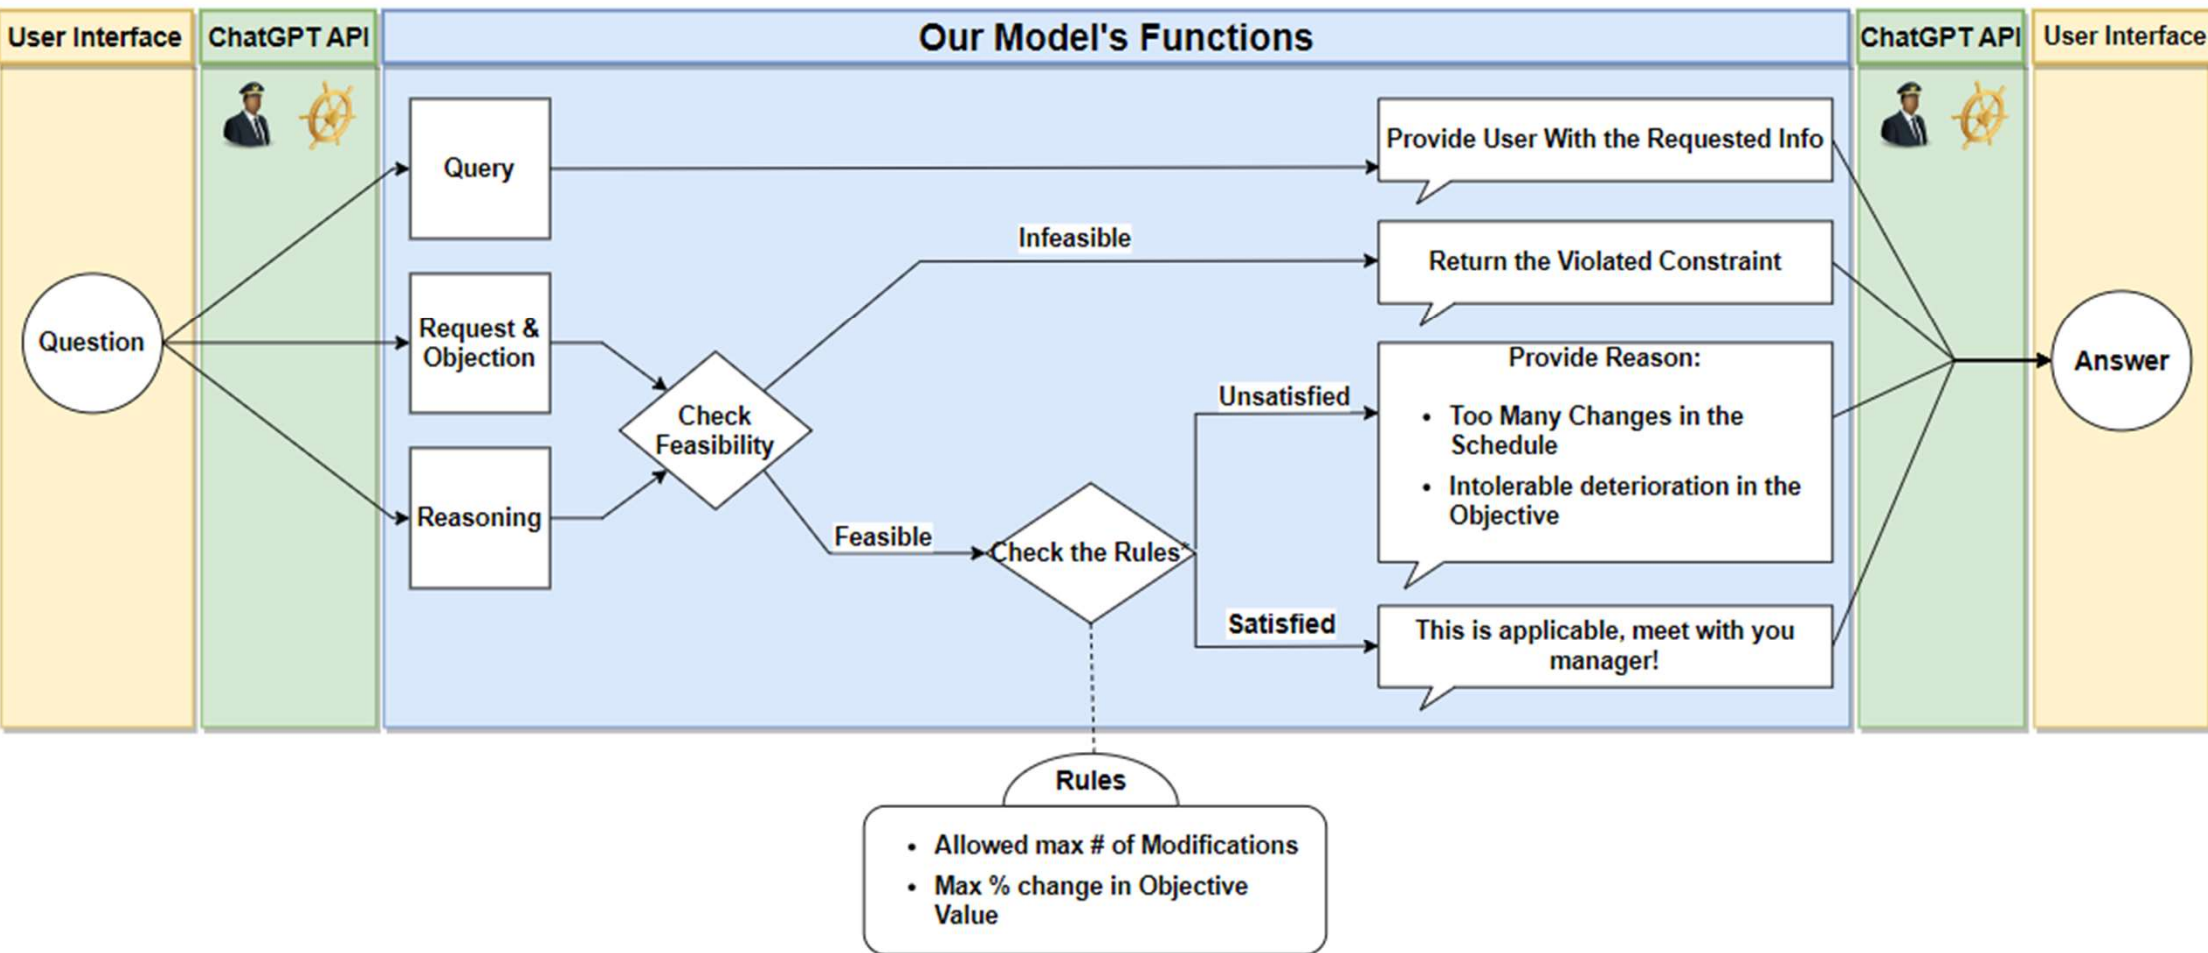 User Interface
ChatGPT API
Our Model's Functions
ChatGPT API
User Interface
Query
Provide User With the Requested Info
Infeasible
Return the Violated Constraint
Question
Request &
Objection
Check
Feasibility
Unsatisfied
Provide Reason:
• Too Many Changes in the
Schedule
• Intolerable deterioration in the
Objective
Answer
Reasoning
Feasible
Check the Rules*
Satisfied
This is applicable, meet with you
manager!
Rules
• Allowed max # of Modifications
• Max % change in Objective
Value